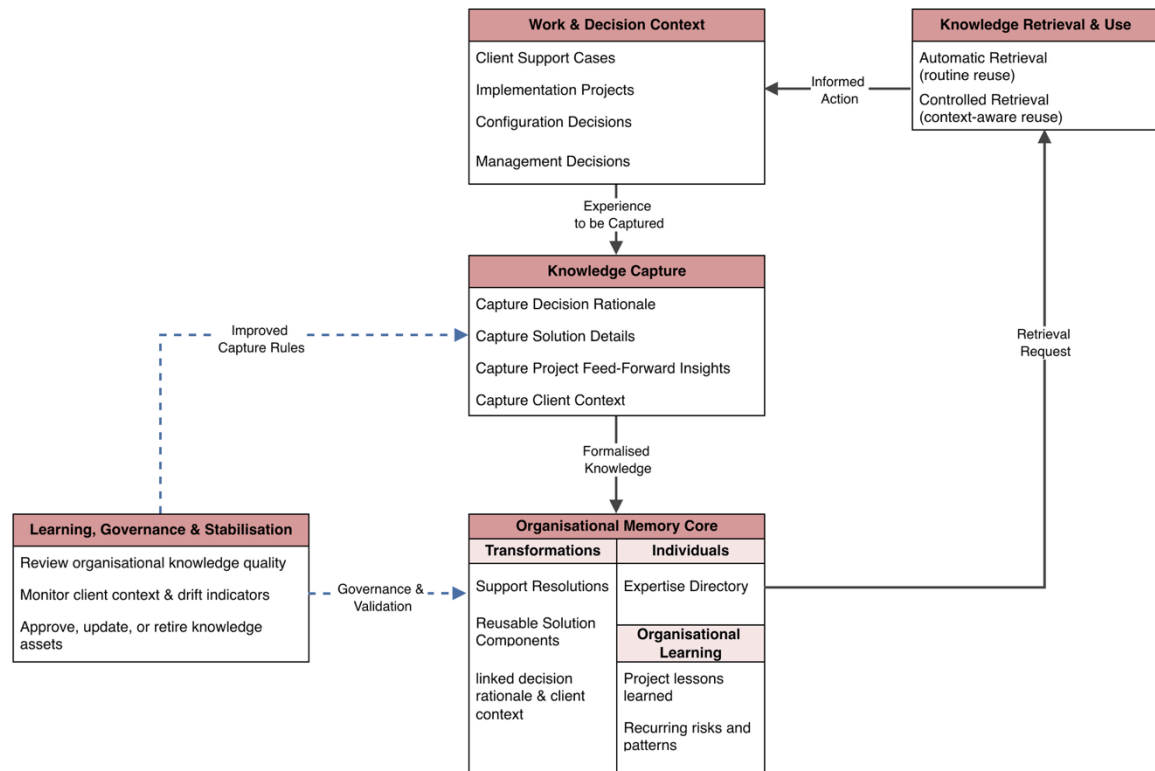 Work & Decision Context
Client Support Cases
Implementation Projects
Configuration Decisions
Management Decisions
Knowledge Retrieval & Use
Automatic Retrieval
(routine reuse)
Controlled Retrieval
(context-aware reuse)
Informed
Action
Experience
to be Captured
Knowledge Capture
Capture Decision Rationale
Capture Solution Details
Capture Project Feed-Forward Insights
Capture Client Context
Improved
Capture Rules
Retrieval
Request
Formalised
Knowledge
Learning, Governance & Stabilisation
Review organisational knowledge quality
Monitor client context & drift indicators
Approve, update, or retire knowledge
assets
Governance &
Validation
Organisational Memory Core
Transformations
Support Resolutions
Reusable Solution
Components
linked decision
rationale & client
context
Individuals
Expertise Directory
Organisational
Learning
Project lessons
learned
Recurring risks and
patterns